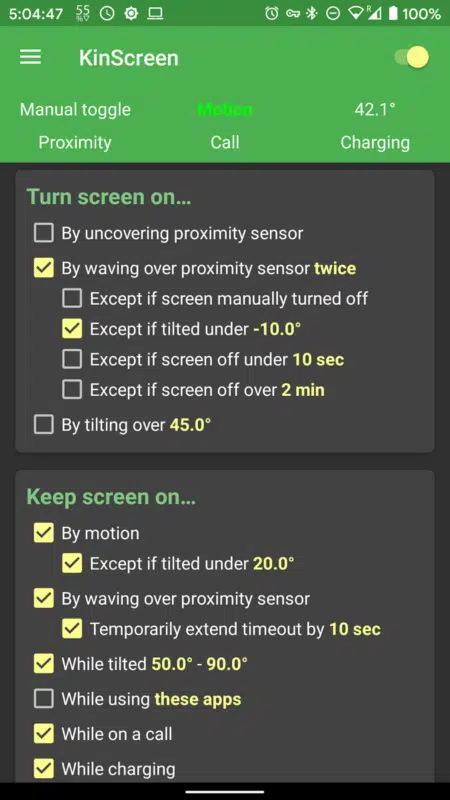 5:04:47 55 %/V R 100%
KinScreen
Manual toggle Motion 42.1°
Proximity Call Charging
Turn screen on…
By uncovering proximity sensor
By waving over proximity sensor twice
Except if screen manually turned off
Except if tilted under -10.0°
Except if screen off under 10 sec
Except if screen off over 2 min
By tilting over 45.0°
Keep screen on…
By motion
Except if tilted under 20.0°
By waving over proximity sensor
Temporarily extend timeout by 10 sec
While tilted 50.0° - 90.0°
While using these apps
While on a call
While charging